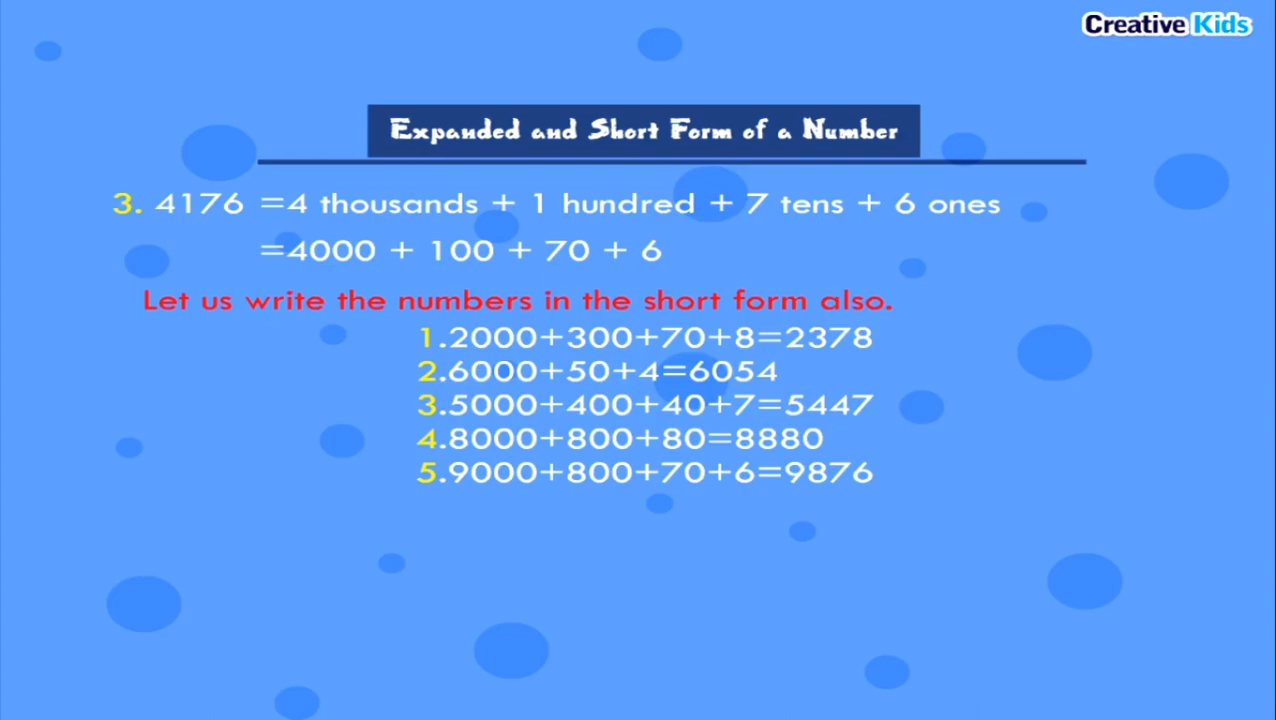 Creative Kids
Expanded and Short Form of a Number
3. 4176 =4 thousands + 1 hundred + 7 tens + 6 ones
=4000 + 100 + 70 + 6
Let us write the numbers in the short form also.
1.2000+300+70+8=2378
2.6000+50+4=6054
3.5000+400+40+7=5447
4.8000+800+80=8880
5.9000+800+70+6=9876